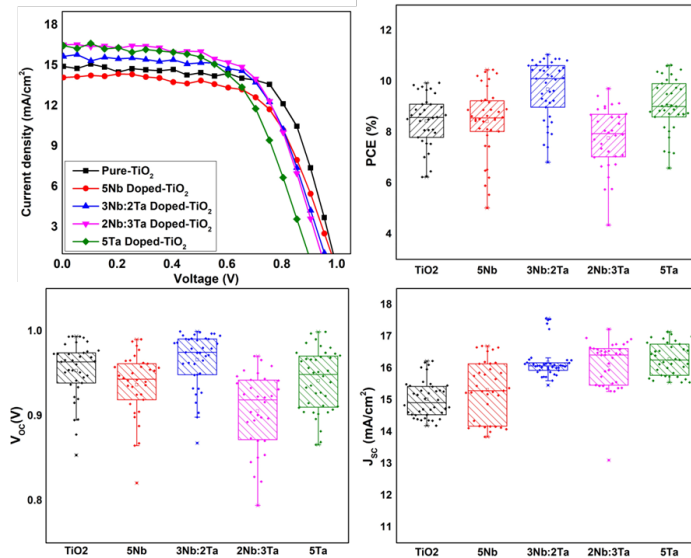 18
15
12
9
6
3
Current density (mA/cm²)
Pure-TiO₂
5Nb Doped-TiO₂
3Nb:2Ta Doped-TiO₂
2Nb:3Ta Doped-TiO₂
5Ta Doped-TiO₂
0.0 0.2 0.4 0.6 0.8 1.0
Voltage (V)
12
10
8
6
4
PCE (%)
TiO2 5Nb 3Nb:2Ta 2Nb:3Ta 5Ta
1.0
0.9
0.8
V_OC(V)
TiO2 5Nb 3Nb:2Ta 2Nb:3Ta 5Ta
18
17
16
15
14
13
12
11
J_SC (mA/cm²)
TiO2 5Nb 3Nb:2Ta 2Nb:3Ta 5Ta